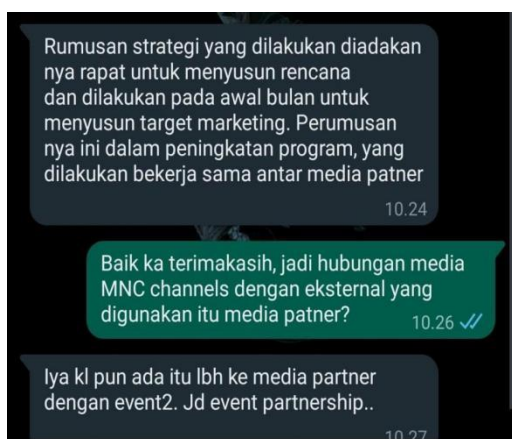 Rumusan strategi yang dilakukan diadakan
nya rapat untuk menyusun rencana
dan dilakukan pada awal bulan untuk
menyusun target marketing. Perumusan
nya ini dalam peningkatan program, yang
dilakukan bekerja sama antar media patner
10.24
Baik ka terimakasih, jadi hubungan media
MNC channels dengan eksternal yang
digunakan itu media patner?
10.26
Iya kl pun ada itu lbh ke media partner
dengan event2. Jd event partnership..
10.27